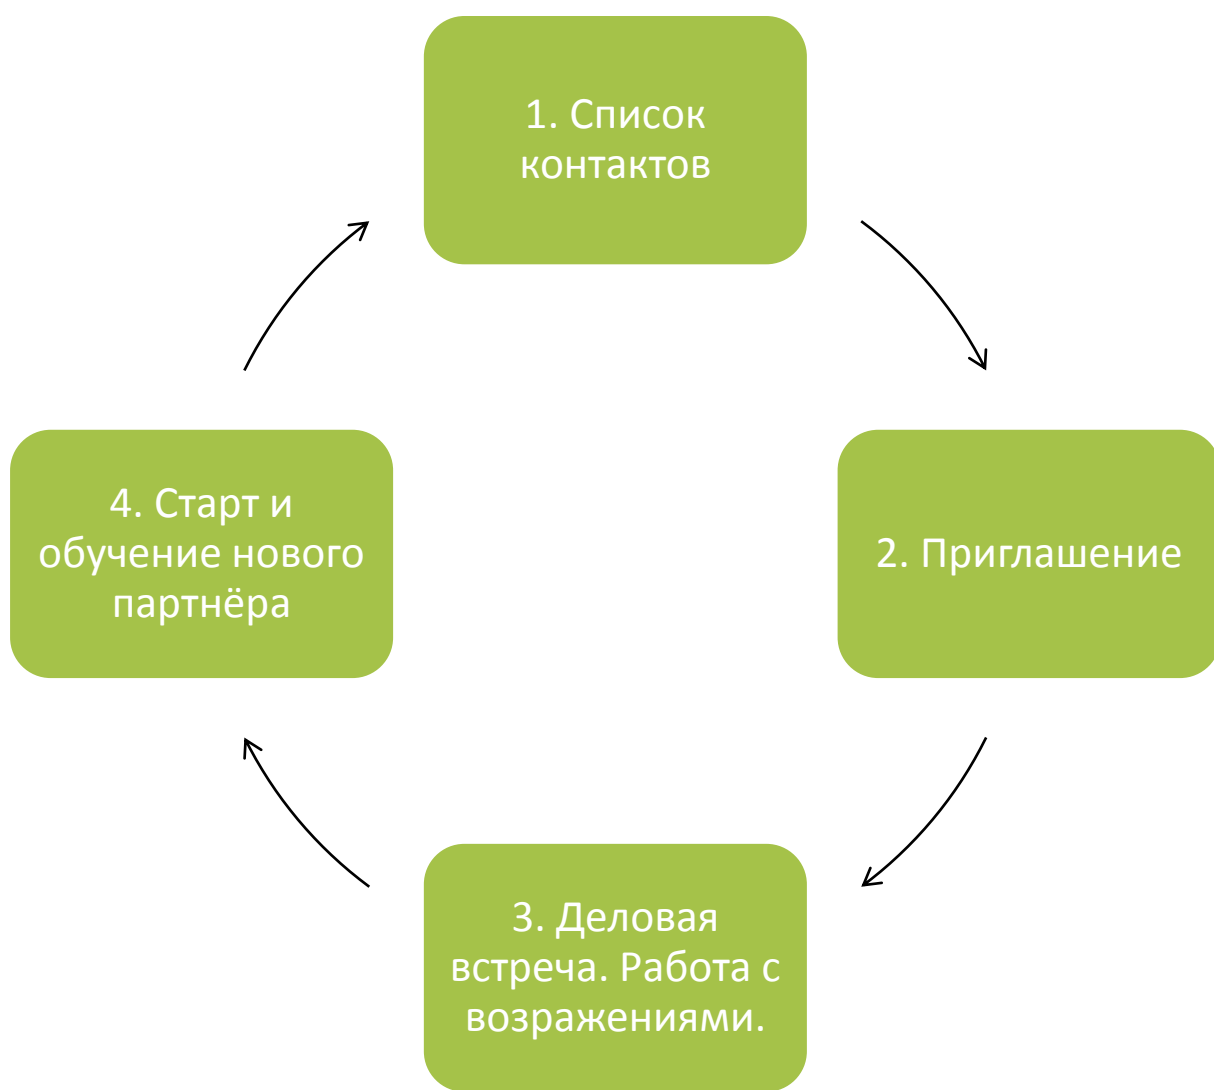 1. Список
контактов
2. Приглашение
3. Деловая
встреча. Работа с
возражениями.
4. Старт и
обучение нового
партнёра